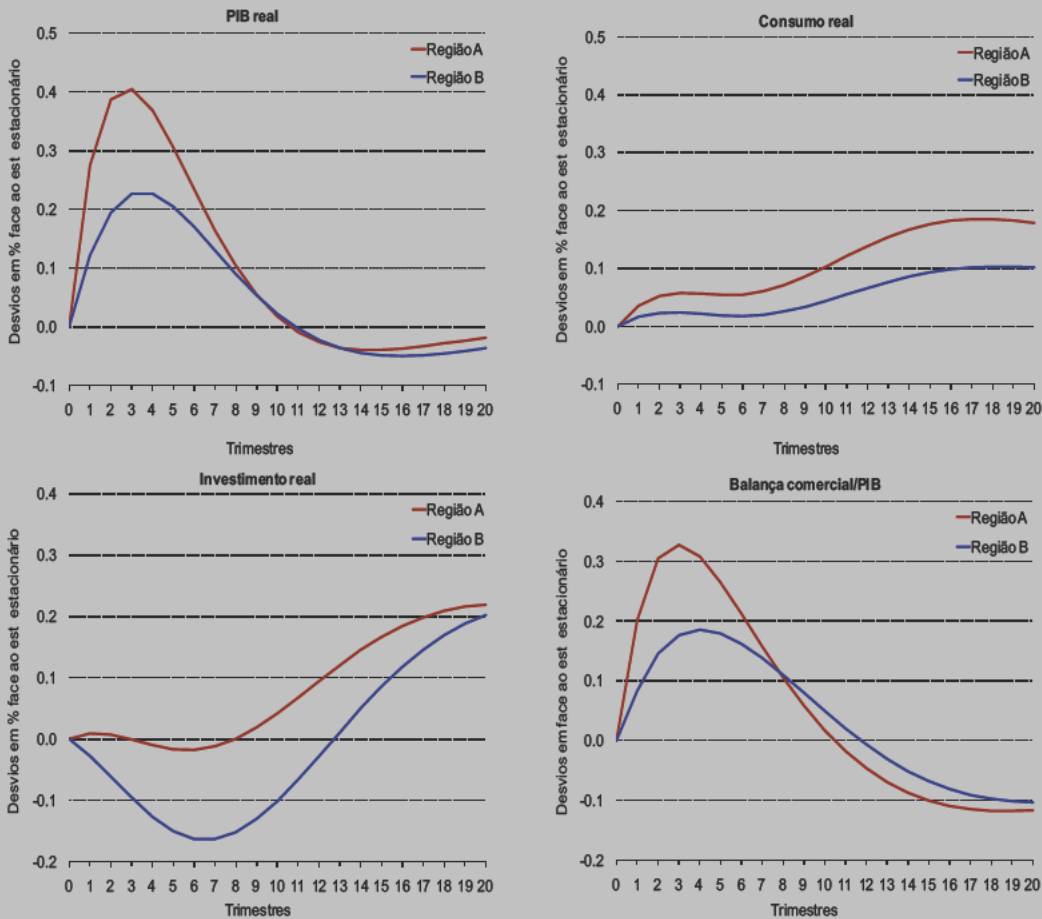 PIB real
Desvios em % face ao est estacionário
0.5
0.4
0.3
0.2
0.1
0.0
-0.1
Região A
Região B
0 1 2 3 4 5 6 7 8 9 10 11 12 13 14 15 16 17 18 19 20
Trimestres
Consumo real
Desvios em % face ao est estacionário
0.5
0.4
0.3
0.2
0.1
0.0
-0.1
Região A
Região B
0 1 2 3 4 5 6 7 8 9 10 11 12 13 14 15 16 17 18 19 20
Trimestres
Investimento real
Desvios em % face ao est estacionário
0.4
0.3
0.2
0.1
0.0
-0.1
-0.2
Região A
Região B
0 1 2 3 4 5 6 7 8 9 10 11 12 13 14 15 16 17 18 19 20
Trimestres
Balança comercial/PIB
Desvios em face ao est estacionário
0.4
0.3
0.2
0.1
0.0
-0.1
-0.2
Região A
Região B
0 1 2 3 4 5 6 7 8 9 10 11 12 13 14 15 16 17 18 19 20
Trimestres